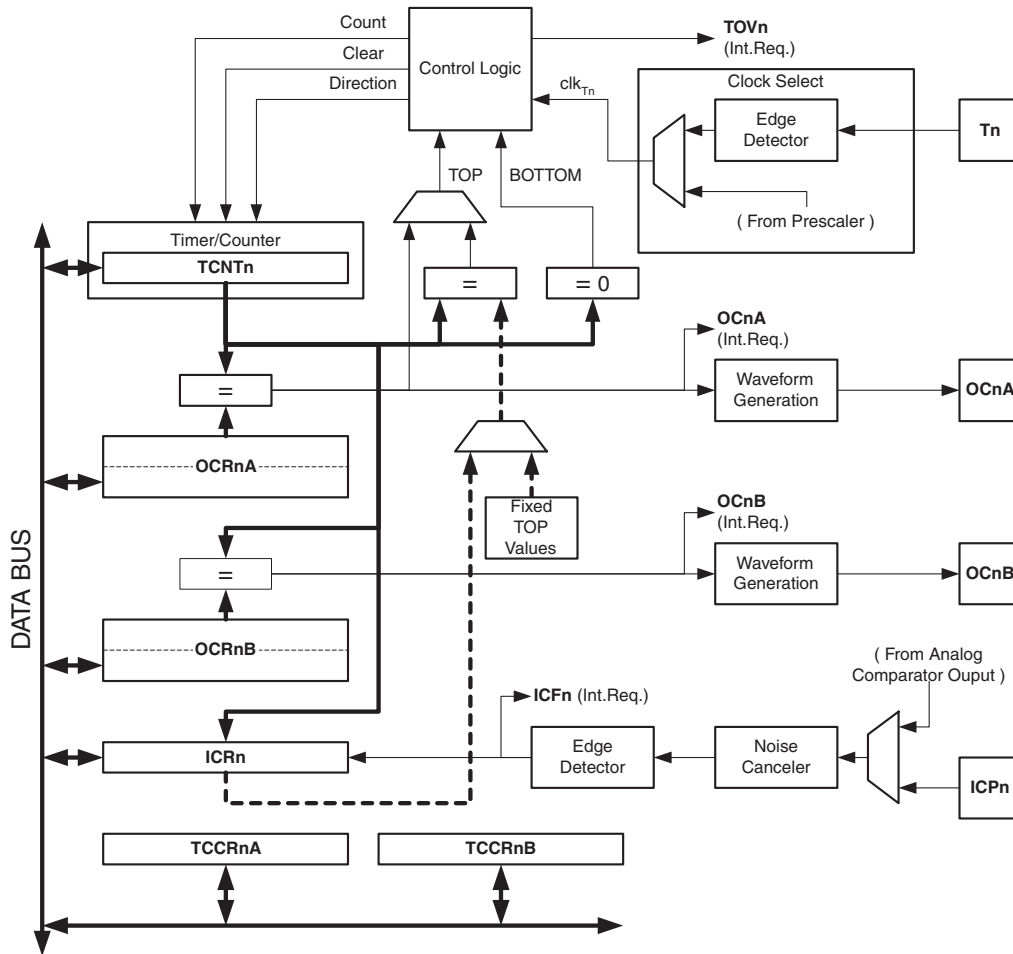 Count
Clear
Direction
Control Logic
TOVn
(Int.Req.)
clkTn
Clock Select
Edge
Detector
Tn
( From Prescaler )
TOP
BOTTOM
Timer/Counter
TCNTn
=
= 0
=
OCnA
(Int.Req.)
Waveform
Generation
OCnA
OCRnA
Fixed
TOP
Values
OCnB
(Int.Req.)
=
Waveform
Generation
OCnB
OCRnB
DATA BUS
( From Analog
Comparator Ouput )
ICFn (Int.Req.)
ICRn
Edge
Detector
Noise
Canceler
ICPn
TCCRnA
TCCRnB